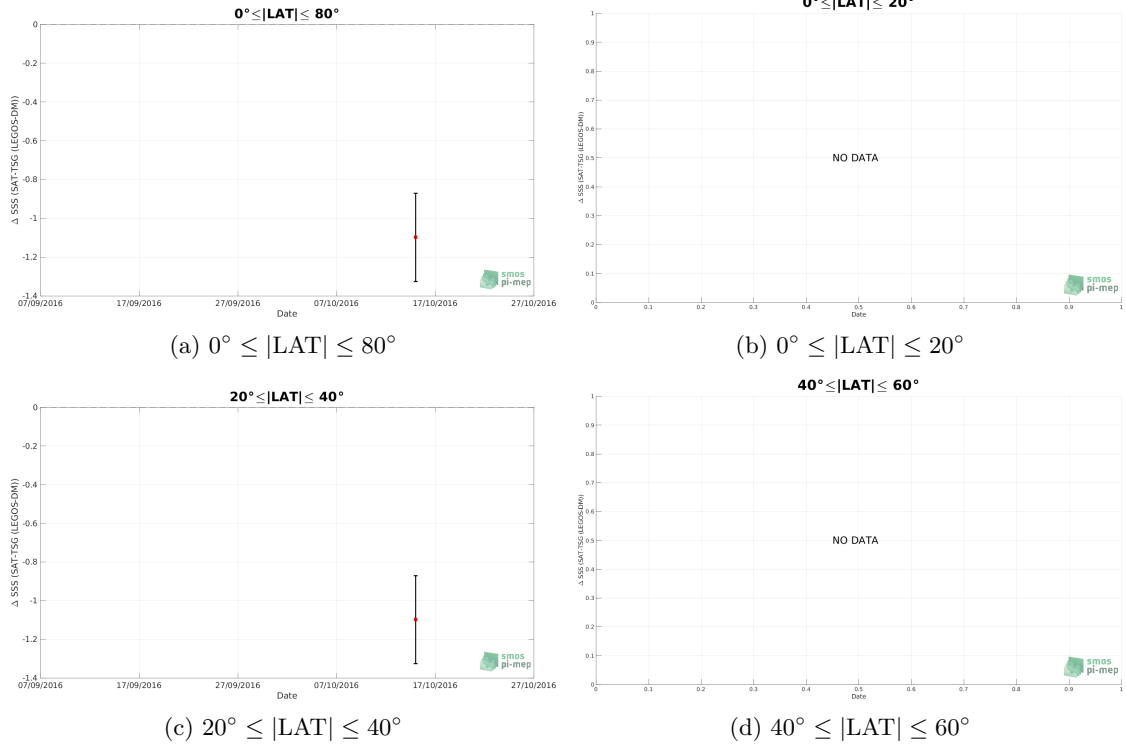 0°≤|LAT|≤ 80°
0
-0.2
-0.4
-0.6
-0.8
-1
-1.2
-1.4
Δ SSS (SAT-TSG (LEGOS-DM))
07/09/2016 17/09/2016 27/09/2016 07/10/2016 17/10/2016 27/10/2016
Date
smos
pi-mep
(a) 0° ≤ |LAT| ≤ 80°
0°≤|LAT|≤ 20°
1
0.9
0.8
0.7
0.6
0.5
0.4
0.3
0.2
0.1
0
Δ SSS (SAT-TSG (LEGOS-DM))
NO DATA
0 0.1 0.2 0.3 0.4 0.5 0.6 0.7 0.8 0.9 1
Date
smos
pi-mep
(b) 0° ≤ |LAT| ≤ 20°
20°≤|LAT|≤ 40°
0
-0.2
-0.4
-0.6
-0.8
-1
-1.2
-1.4
Δ SSS (SAT-TSG (LEGOS-DM))
07/09/2016 17/09/2016 27/09/2016 07/10/2016 17/10/2016 27/10/2016
Date
smos
pi-mep
(c) 20° ≤ |LAT| ≤ 40°
40°≤|LAT|≤ 60°
1
0.9
0.8
0.7
0.6
0.5
0.4
0.3
0.2
0.1
0
Δ SSS (SAT-TSG (LEGOS-DM))
NO DATA
0 0.1 0.2 0.3 0.4 0.5 0.6 0.7 0.8 0.9 1
Date
smos
pi-mep
(d) 40° ≤ |LAT| ≤ 60°